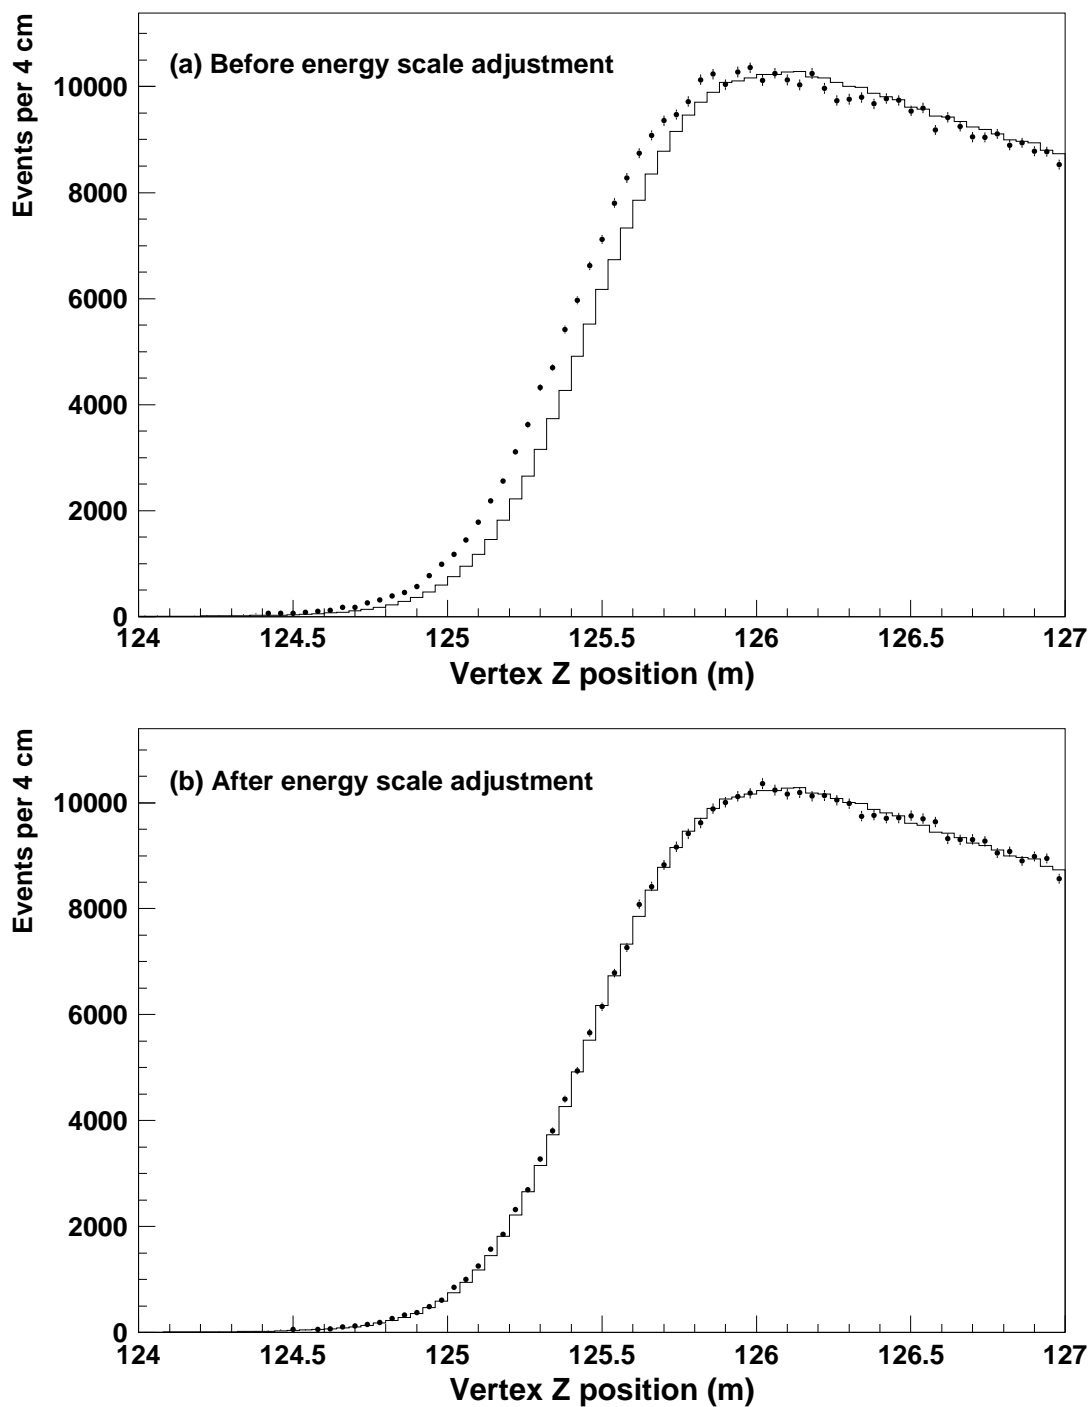 Events per 4 cm
(a) Before energy scale adjustment
10000
8000
6000
4000
2000
0
124 124.5 125 125.5 126 126.5 127
Vertex Z position (m)
Events per 4 cm
(b) After energy scale adjustment
10000
8000
6000
4000
2000
0
124 124.5 125 125.5 126 126.5 127
Vertex Z position (m)